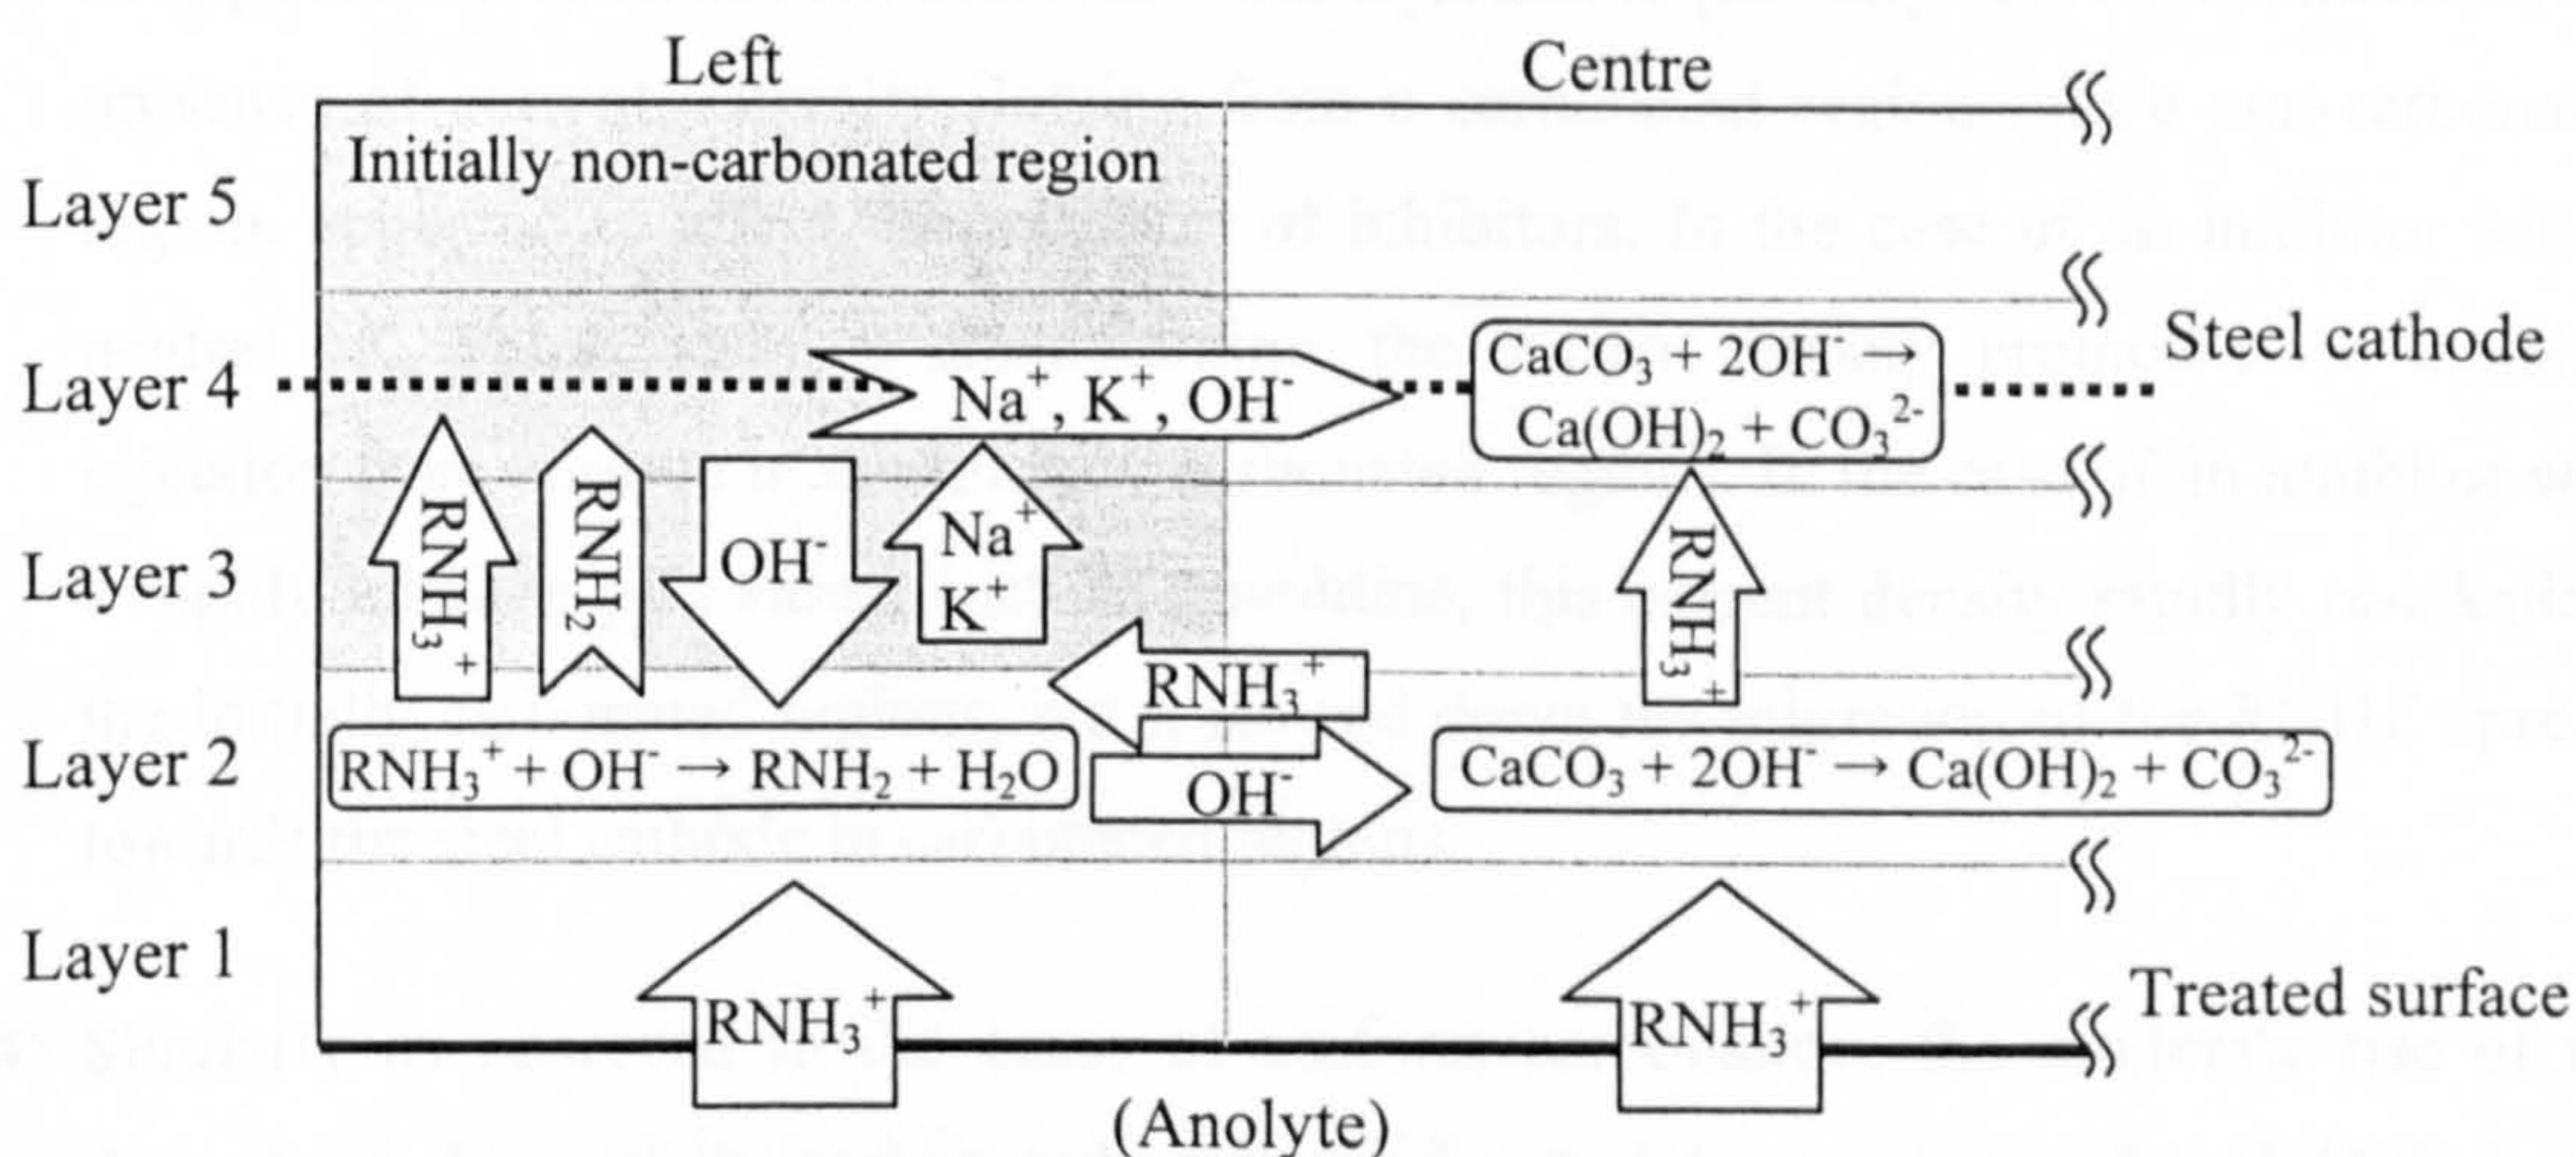 Left
Centre
Initially non-carbonated region
Layer 5
Layer 4
Na⁺, K⁺, OH⁻
CaCO₃ + 2OH⁻ →
Ca(OH)₂ + CO₃²⁻
Steel cathode
Layer 3
RNH₃⁺
RNH₂
OH⁻
Na⁺
K⁺
RNH₃⁺
RNH₃⁺
Layer 2
RNH₃⁺ + OH⁻ → RNH₂ + H₂O
OH⁻
CaCO₃ + 2OH⁻ → Ca(OH)₂ + CO₃²⁻
Layer 1
RNH₃⁺
RNH₃⁺
Treated surface
(Anolyte)